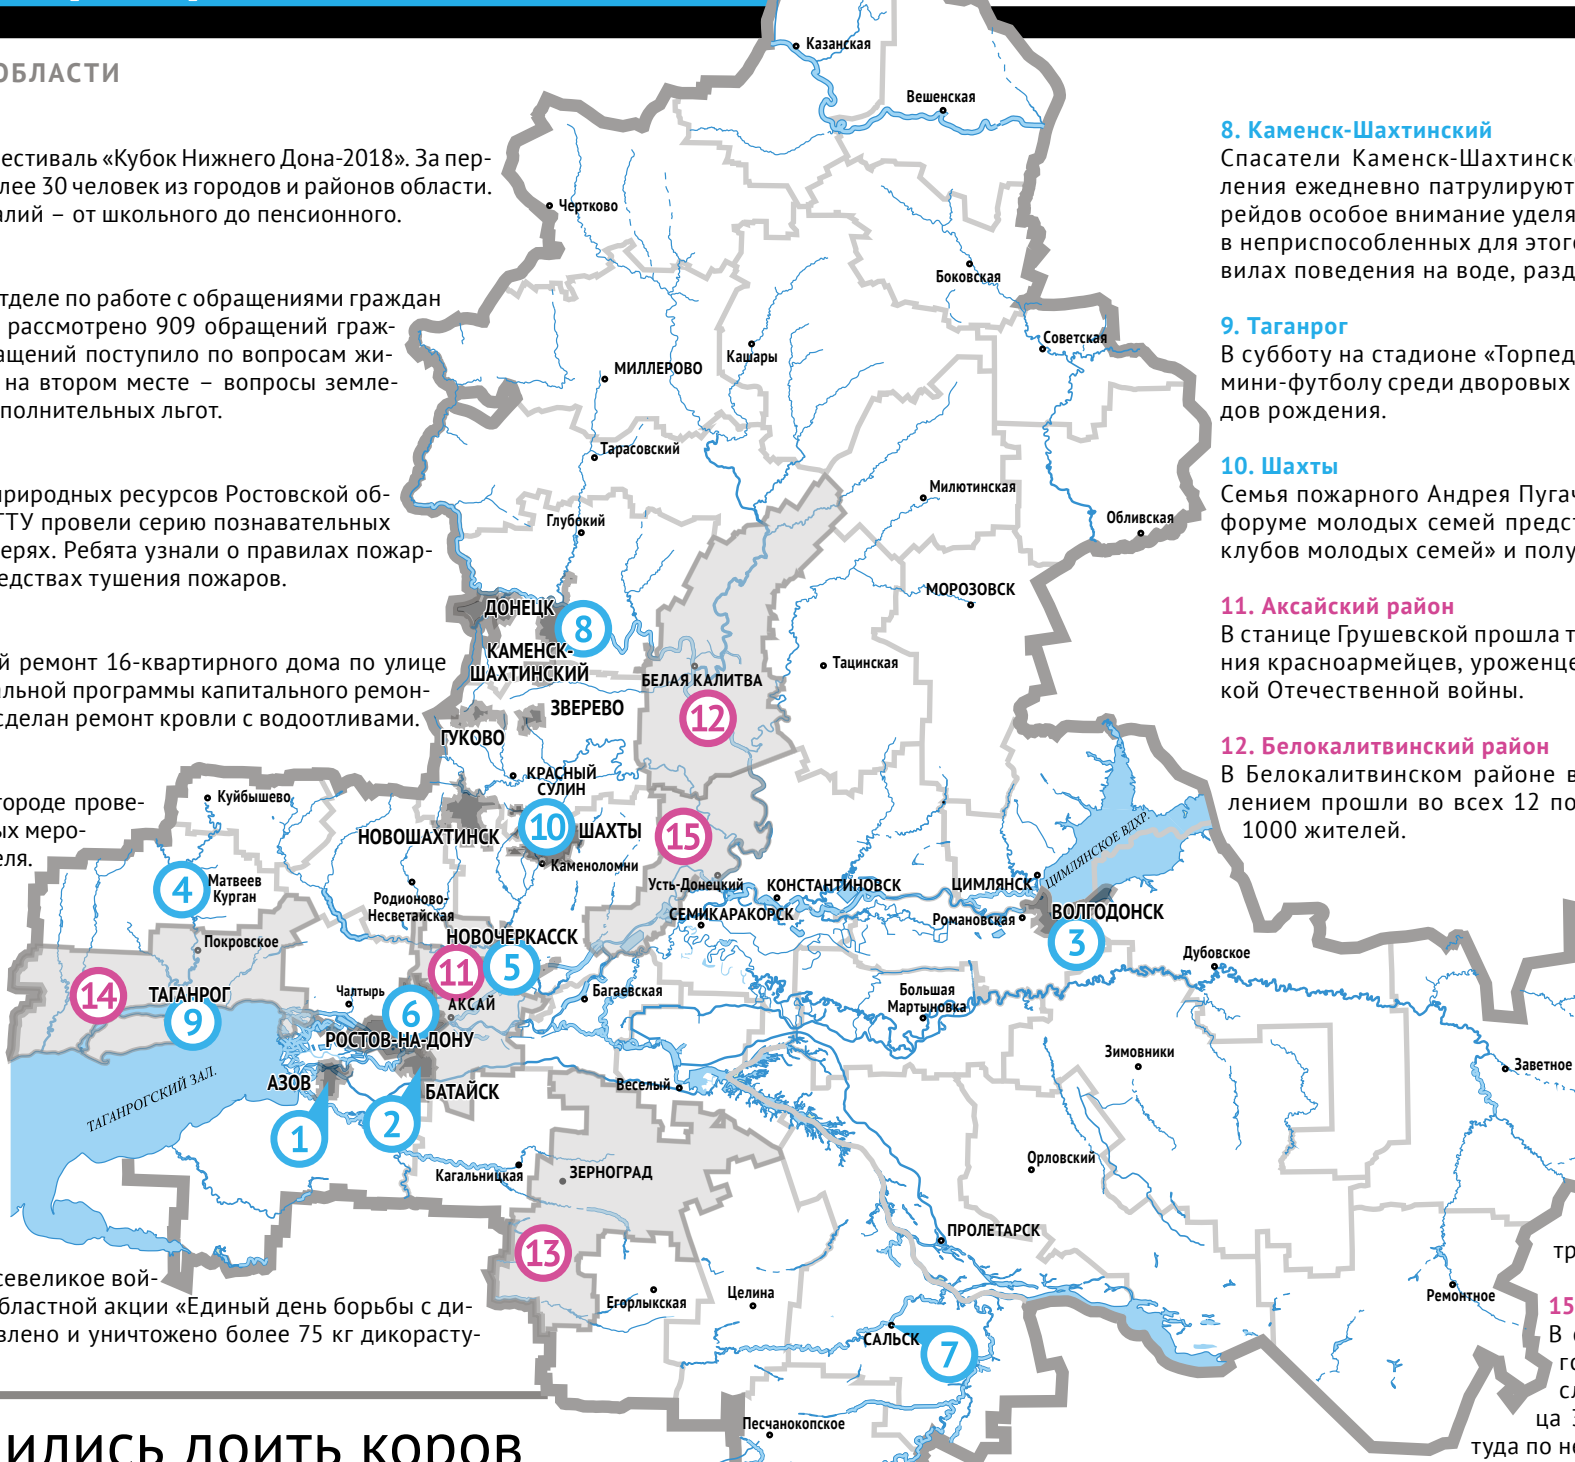 ОБЛАСТИ
естиваль «Кубок Нижнего Дона-2018». За пер-
лее 30 человек из городов и районов области.
алий – от школьного до пенсионного.
тделе по работе с обращениями граждан
рассмотрено 909 обращений граж-
ащений поступило по вопросам жи-
на втором месте – вопросы земле-
полнительных льгот.
природных ресурсов Ростовской об-
ГТУ провели серию познавательных
ерях. Ребята узнали о правилах пожар-
едствах тушения пожаров.
й ремонт 16-квартирного дома по улице
альной программы капитального ремон-
сделан ремонт кровли с водоотливами.
городе прове-
ых меро-
еля.
севеликое вой-
бластной акции «Единый день борьбы с ди-
влено и уничтожено более 75 кг дикорасту-
ились доить коров
Казанская
Вешенская
Чертково
Боковская
Советская
Кашары
МИЛЛЕРОВО
Тарасовский
Милютинская
Обливская
Глубокий
МОРОЗОВСК
ДОНЕЦК
8
КАМЕНСК-
ШАХТИНСКИЙ
Тацинская
БЕЛАЯ КАЛИТВА
12
ЗВЕРЕВО
ГУКОВО
КРАСНЫЙ
СУЛИН
Куйбышево
НОВОШАХТИНСК
10
ШАХТЫ
15
Каменоломни
4
Матвеев
Курган
Родионово-
Несветайская
Усть-Донецкий
КОНСТАНТИНОВСК
ЦИМЛЯНСК
ЦИМЛЯНСКОЕ ВДХР.
СЕМИКАРАКОРСК
Романовская
ВОЛГОДОНСК
3
Покровское
НОВОЧЕРКАССК
11
5
Дубовское
14
ТАГАНРОГ
9
Чалтырь
6
АКСАЙ
Багаевская
Большая
Мартыновка
РОСТОВ-НА-ДОНУ
Зимовники
Заветное
АЗОВ
БАТАЙСК
Веселый
ТАГАНРОГСКИЙ ЗАЛ.
1
2
Кагальницкая
ЗЕРНОГРАД
Орловский
13
ПРОЛЕТАРСК
Егорлыкская
Целина
Ремонтное
САЛЬСК
7
Песчанокопское
8. Каменск-Шахтинский
Спасатели Каменск-Шахтинск
ления ежедневно патрулируют
рейдов особое внимание уделя
в неприспособленных для этого
вилах поведения на воде, разд
9. Таганрог
В субботу на стадионе «Торпед
мини-футболу среди дворовых
дов рождения.
10. Шахты
Семья пожарного Андрея Пугач
форуме молодых семей предст
клубов молодых семей» и полу
11. Аксайский район
В станице Грушевской прошла т
ния красноармейцев, уроженце
кой Отечественной войны.
12. Белокалитвинский район
В Белокалитвинском районе в
лением прошли во всех 12 по
1000 жителей.
тр
15
В
го
сл
ца З
туда по не